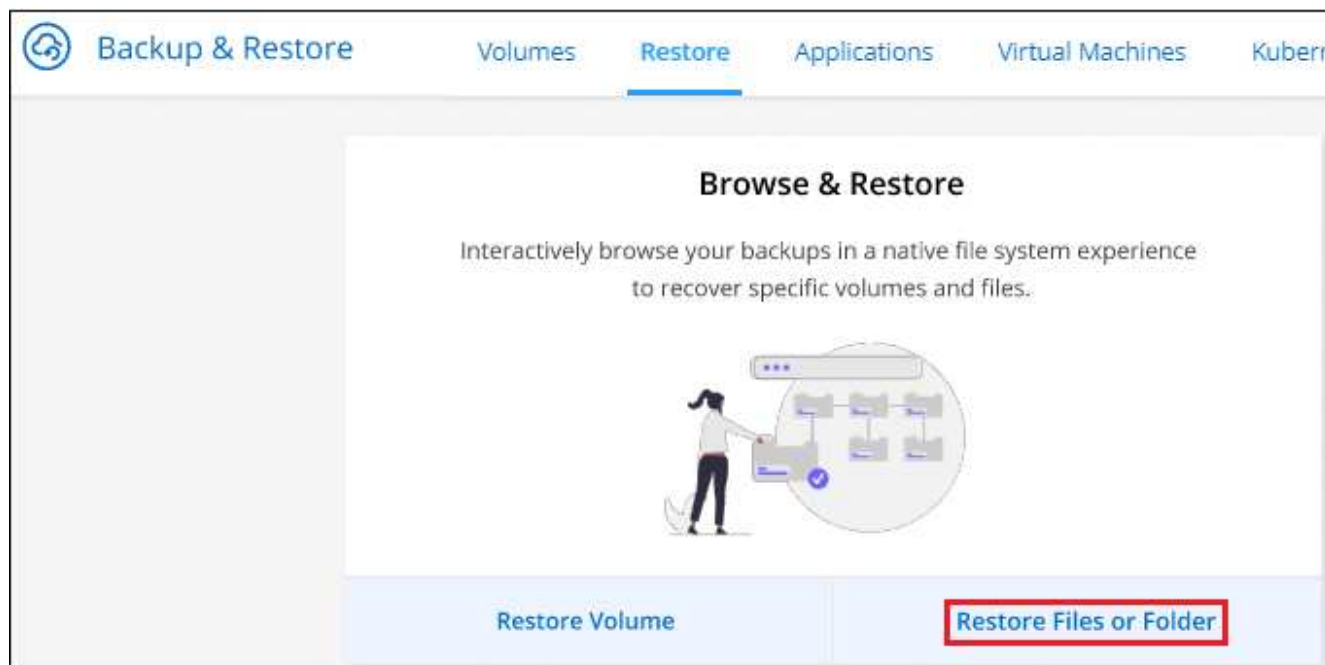 Backup & Restore Volumes Restore Applications Virtual Machines Kubern
Browse & Restore
Interactively browse your backups in a native file system experience
to recover specific volumes and files.
Restore Volume Restore Files or Folder